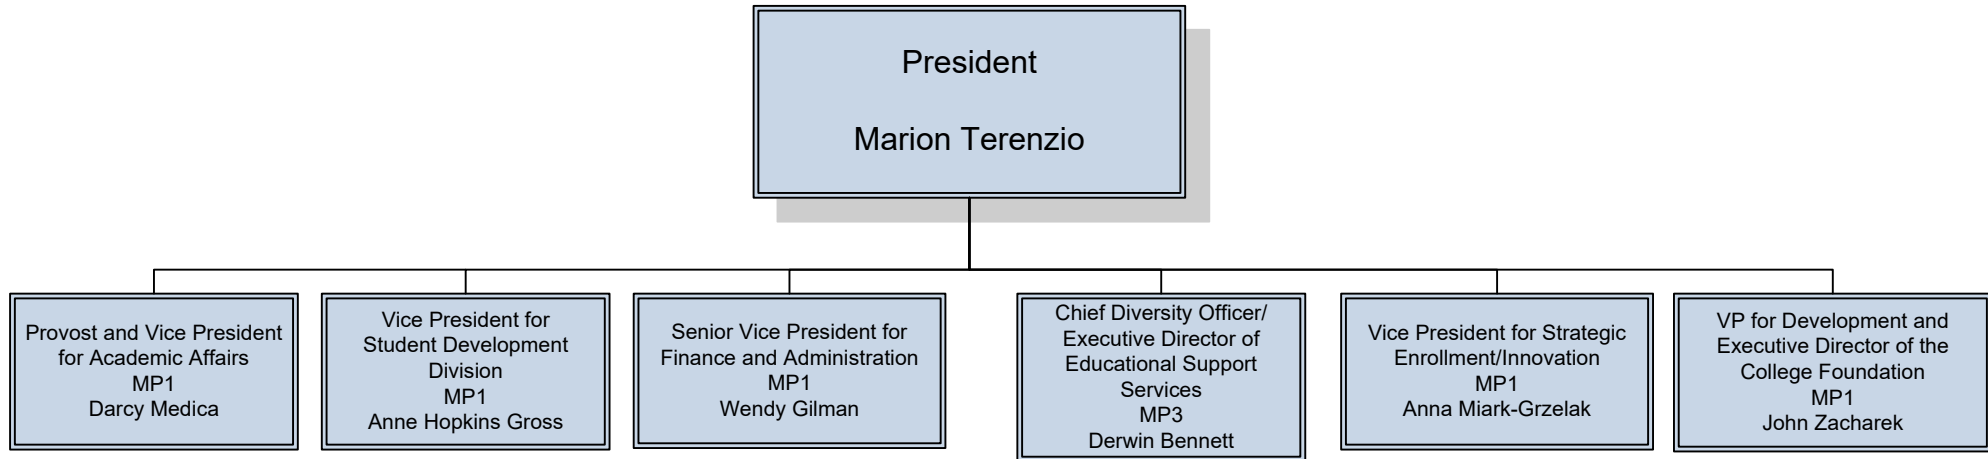 President
Marion Terenzio
Provost and Vice President
for Academic Affairs
MP1
Darcy Medica
Vice President for
Student Development
Division
MP1
Anne Hopkins Gross
Senior Vice President for
Finance and Administration
MP1
Wendy Gilman
Chief Diversity Officer/
Executive Director of
Educational Support
Services
MP3
Derwin Bennett
Vice President for Strategic
Enrollment/Innovation
MP1
Anna Miark-Grzelak
VP for Development and
Executive Director of the
College Foundation
MP1
John Zacharek